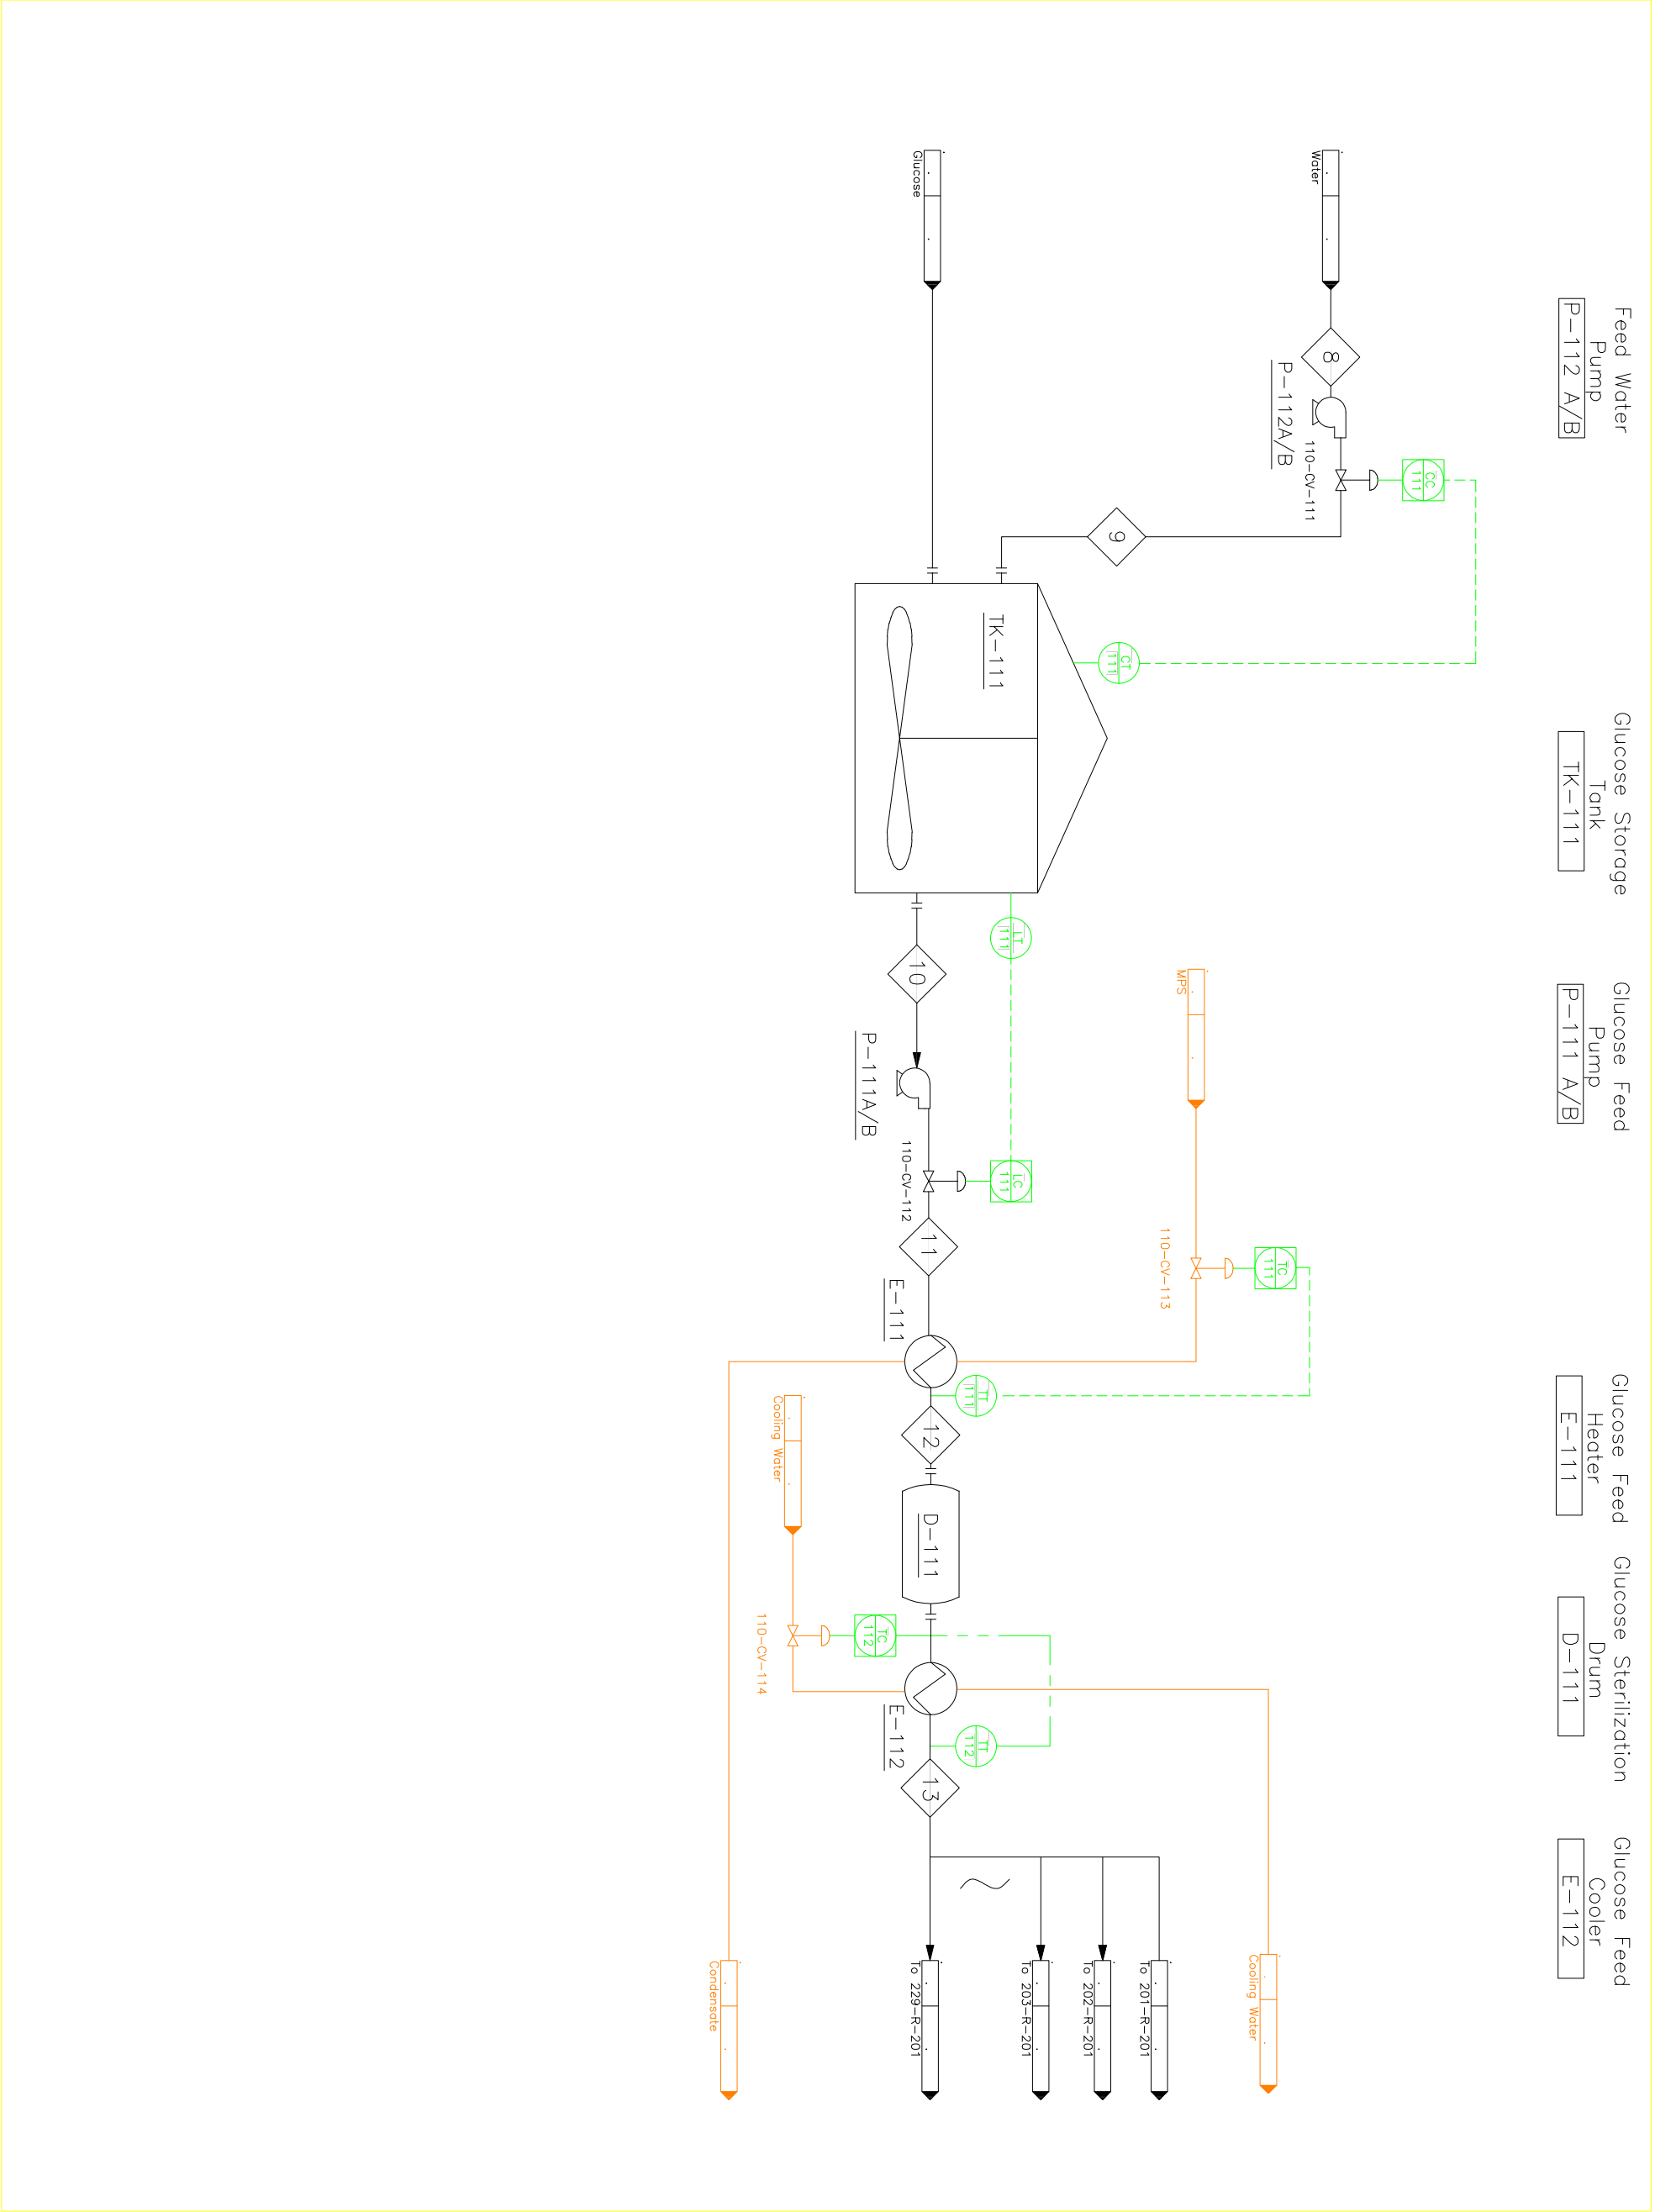 Feed Water
Pump
P-112 A/B
Glucose Storage
Tank
TK-111
Glucose Feed
Pump
P-111 A/B
Glucose Feed
Heater
E-111
Glucose Sterilization
Drum
D-111
Glucose Feed
Cooler
E-112
CC
111
Water
8
P-112A/B
110-CV-111
9
CT
111
TK-111
Glucose
LT
111
10
P-111A/B
LC
111
110-CV-112
11
MPS
TC
111
110-CV-113
E-111
TT
111
12
D-111
Cooling Water
TC
112
110-CV-114
E-112
TT
112
13
Cooling Water
To 201-R-201
To 202-R-201
To 203-R-201
To 229-R-201
Condensate